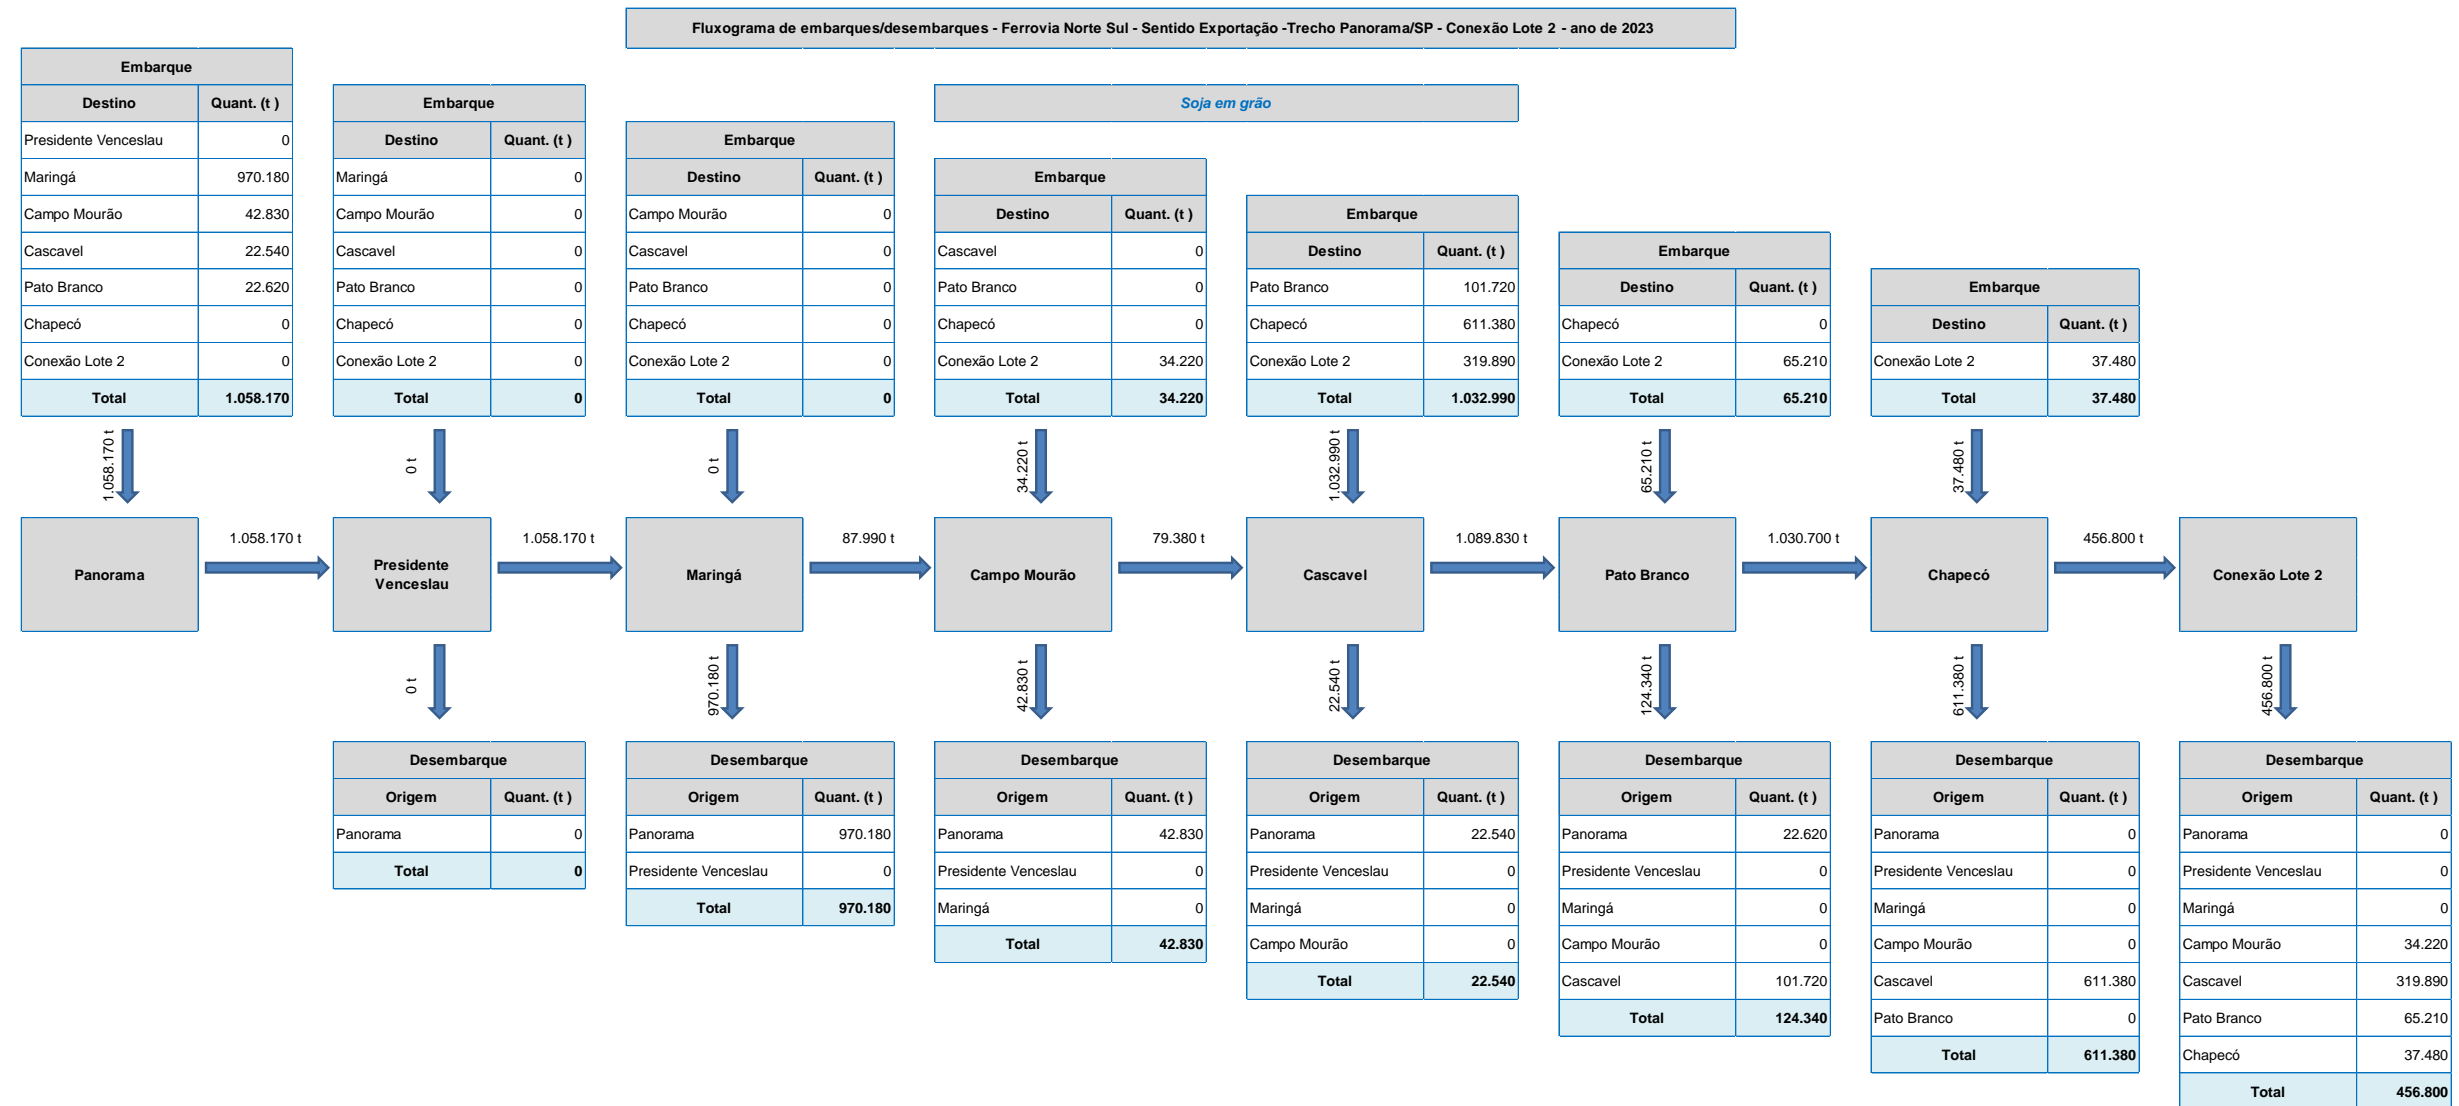 Fluxograma de embarques/desembarques - Ferrovia Norte Sul - Sentido Exportação -Trecho Panorama/SP - Conexão Lote 2 - ano de 2023
Soja em grão
Embarque
Destino Quant. (t )
Presidente Venceslau 0
Maringá 970.180
Campo Mourão 42.830
Cascavel 22.540
Pato Branco 22.620
Chapecó 0
Conexão Lote 2 0
Total 1.058.170
Embarque
Destino Quant. (t )
Maringá 0
Campo Mourão 0
Cascavel 0
Pato Branco 0
Chapecó 0
Conexão Lote 2 0
Total 0
Embarque
Destino Quant. (t )
Campo Mourão 0
Cascavel 0
Pato Branco 0
Chapecó 0
Conexão Lote 2 0
Total 0
Embarque
Destino Quant. (t )
Cascavel 0
Pato Branco 0
Chapecó 0
Conexão Lote 2 34.220
Total 34.220
Embarque
Destino Quant. (t )
Pato Branco 101.720
Chapecó 611.380
Conexão Lote 2 319.890
Total 1.032.990
Embarque
Destino Quant. (t )
Chapecó 0
Conexão Lote 2 65.210
Total 65.210
Embarque
Destino Quant. (t )
Conexão Lote 2 37.480
Total 37.480
1.058.170 t
0 t
0 t
34.220 t
1.032.990 t
65.210 t
37.480 t
Panorama
1.058.170 t
Presidente
Venceslau
1.058.170 t
Maringá
87.990 t
Campo Mourão
79.380 t
Cascavel
1.089.830 t
Pato Branco
1.030.700 t
Chapecó
456.800 t
Conexão Lote 2
0 t
970.180 t
42.830 t
22.540 t
124.340 t
611.380 t
456.800 t
Desembarque
Origem Quant. (t )
Panorama 0
Total 0
Desembarque
Origem Quant. (t )
Panorama 970.180
Presidente Venceslau 0
Total 970.180
Desembarque
Origem Quant. (t )
Panorama 42.830
Presidente Venceslau 0
Maringá 0
Total 42.830
Desembarque
Origem Quant. (t )
Panorama 22.540
Presidente Venceslau 0
Maringá 0
Campo Mourão 0
Total 22.540
Desembarque
Origem Quant. (t )
Panorama 22.620
Presidente Venceslau 0
Maringá 0
Campo Mourão 0
Cascavel 101.720
Total 124.340
Desembarque
Origem Quant. (t )
Panorama 0
Presidente Venceslau 0
Maringá 0
Campo Mourão 0
Cascavel 611.380
Pato Branco 0
Total 611.380
Desembarque
Origem Quant. (t )
Panorama 0
Presidente Venceslau 0
Maringá 0
Campo Mourão 34.220
Cascavel 319.890
Pato Branco 65.210
Chapecó 37.480
Total 456.800